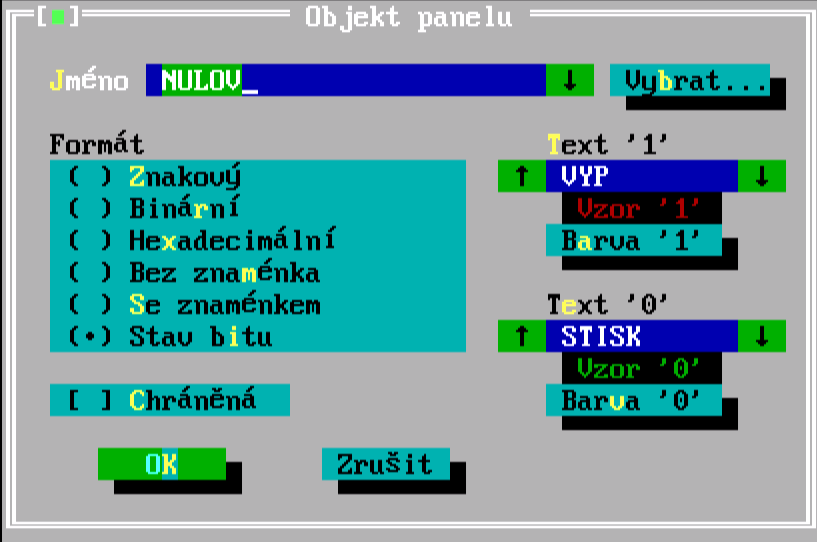 [■] Objekt panelu
Jméno NULOV_ ↓ Vybrat...
Formát
( ) Znakový
( ) Binární
( ) Hexadecimální
( ) Bez znaménka
( ) Se znaménkem
(•) Stav bitu
[ ] Chráněná
Text '1'
↑ VYP ↓
Vzor '1'
Barva '1'
Text '0'
↑ STISK ↓
Vzor '0'
Barva '0'
OK Zrušit